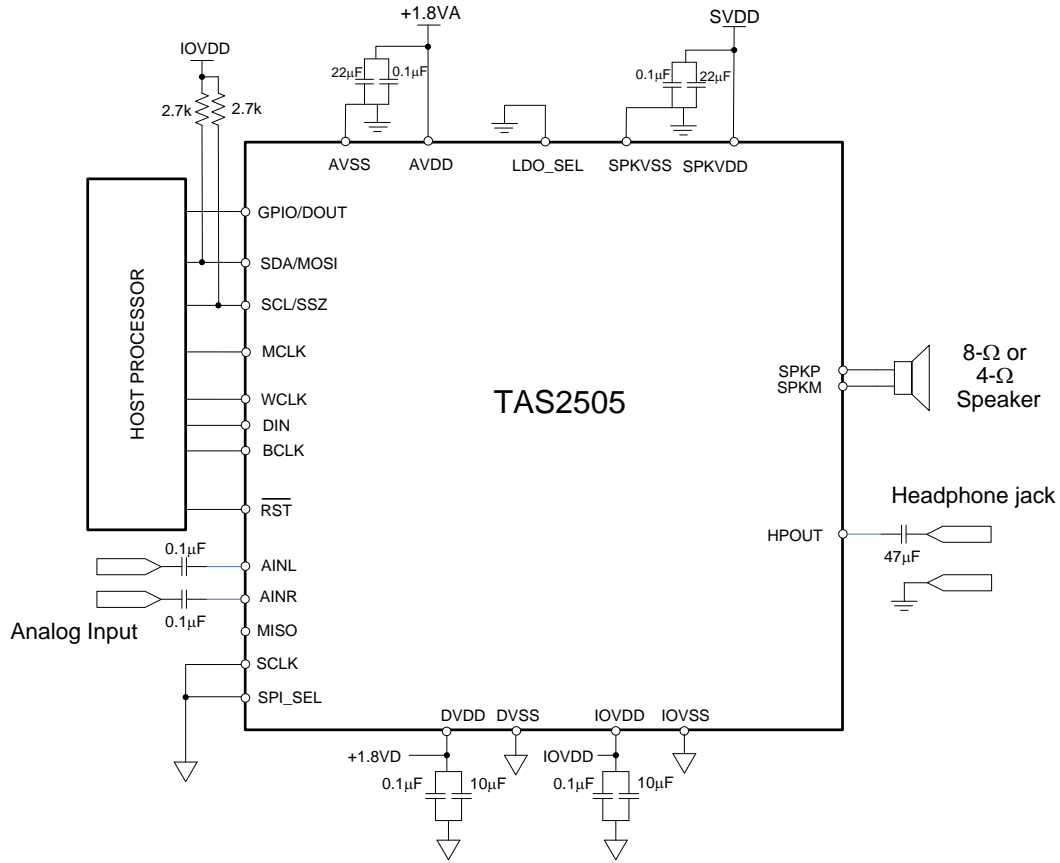 +1.8VA
SVDD
IOVDD
22µF
0.1µF
0.1µF
22µF
2.7k
2.7k
AVSS
AVDD
LDO_SEL
SPKVSS
SPKVDD
HOST PROCESSOR
GPIO/DOUT
SDA/MOSI
SCL/SSZ
MCLK
WCLK
DIN
BCLK
RST
TAS2505
SPKP
SPKM
8-Ω or
4-Ω
Speaker
Headphone jack
HPOUT
47µF
0.1µF
AINL
AINR
0.1µF
Analog Input
MISO
SCLK
SPI_SEL
DVDD
DVSS
IOVDD
IOVSS
+1.8VD
IOVDD
0.1µF
10µF
0.1µF
10µF